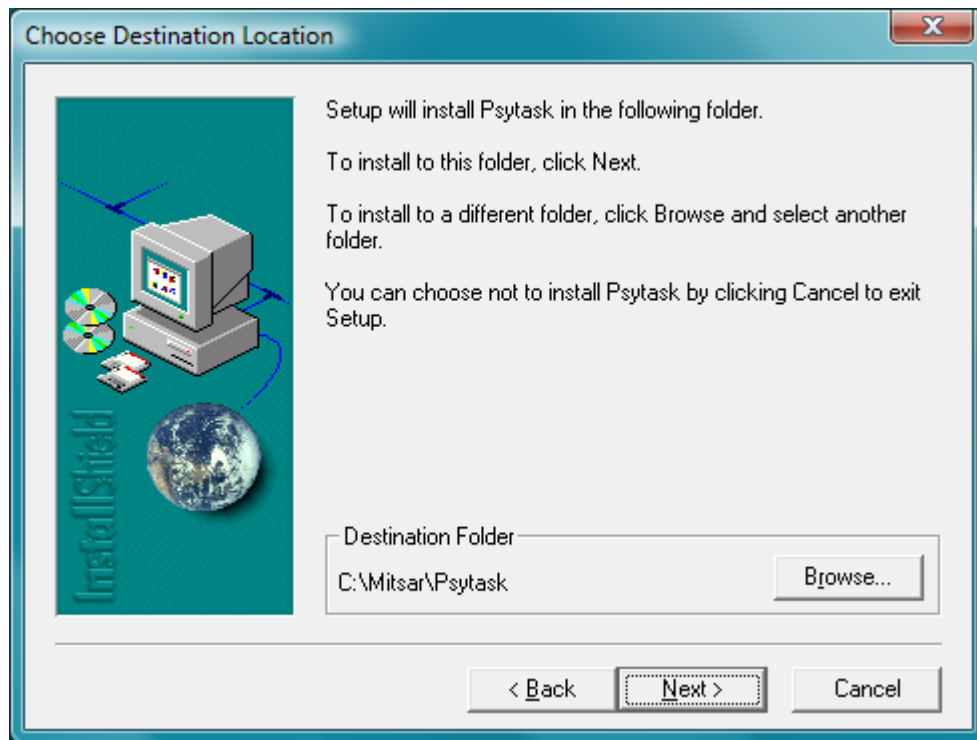 Choose Destination Location
Setup will install Psytask in the following folder.
To install to this folder, click Next.
To install to a different folder, click Browse and select another
folder.
You can choose not to install Psytask by clicking Cancel to exit
Setup.
InstallShield
Destination Folder
C:\Mitsar\Psytask
Browse...
< Back
Next >
Cancel